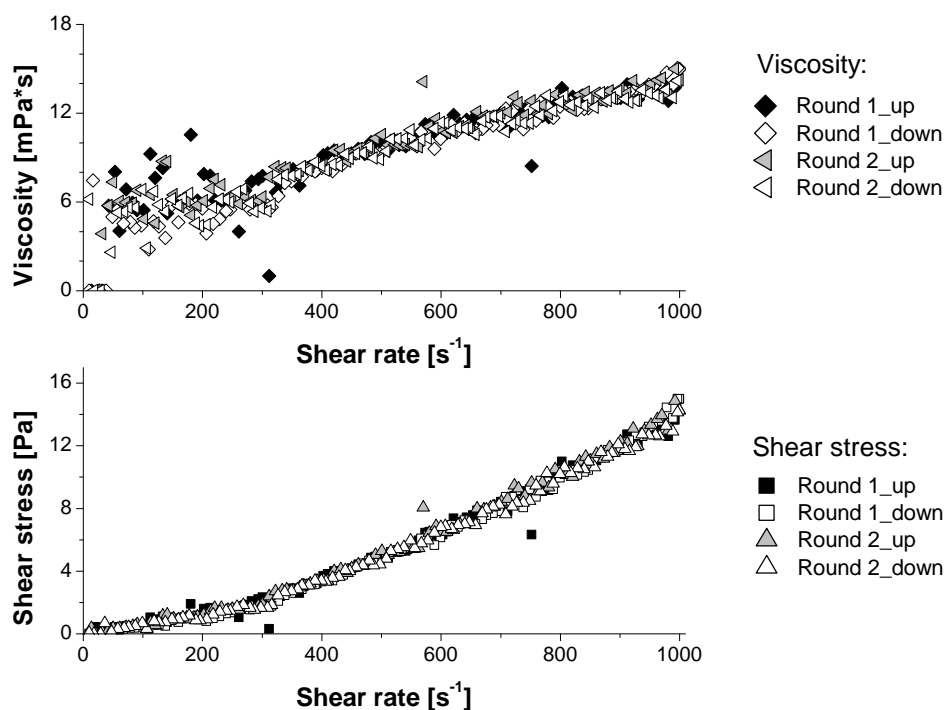 18
12
6
0
Viscosity [mPa*s]
0 200 400 600 800 1000
Shear rate [s⁻¹]
Viscosity:
Round 1_up
Round 1_down
Round 2_up
Round 2_down
16
12
8
4
0
Shear stress [Pa]
0 200 400 600 800 1000
Shear rate [s⁻¹]
Shear stress:
Round 1_up
Round 1_down
Round 2_up
Round 2_down